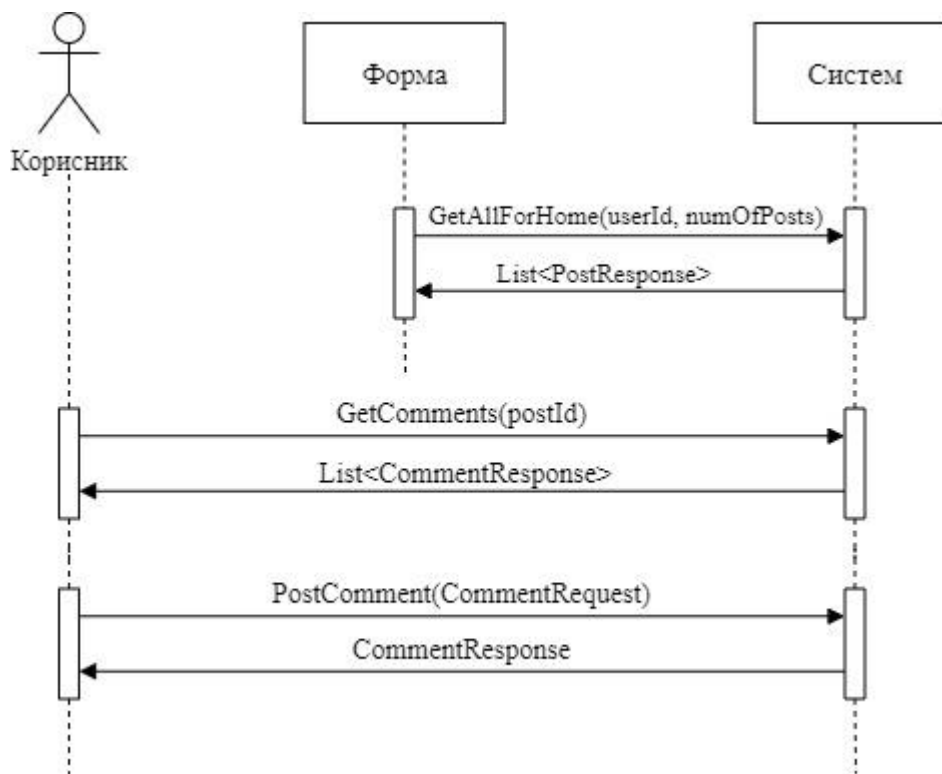 Форма
Систем
Корисник
GetAllForHome(userId, numOfPosts)
List<PostResponse>
GetComments(postId)
List<CommentResponse>
PostComment(CommentRequest)
CommentResponse